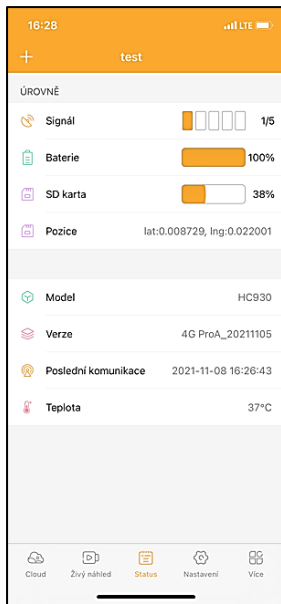 16:28 LTE
+ test
ÚROVNĚ
Signál 1/5
Baterie 100%
SD karta 38%
Pozice lat:0.008729, lng:0.022001
Model HC930
Verze 4G ProA_20211105
Poslední komunikace 2021-11-08 16:26:43
Teplota 37°C
Cloud Živý náhled Status Nastavení Více